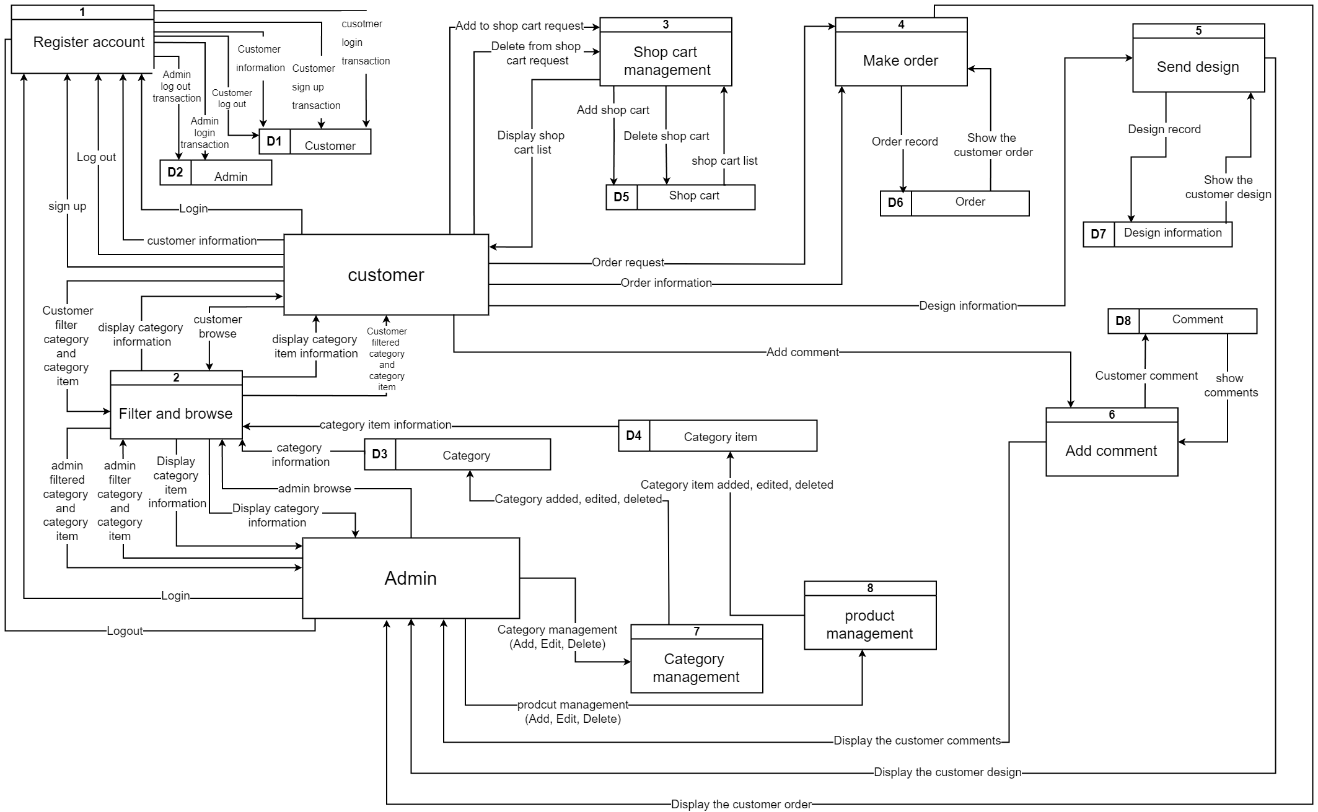 1
Register account
cusotmer
login
transaction
Customer
information
Customer
sign up
transaction
Admin
log out
transaction
Customer
log out
Admin
login
transaction
D1
Customer
D2
Admin
Log out
sign up
Login
customer information
Add to shop cart request
Delete from shop
cart request
3
Shop cart
management
Display shop
cart list
Add shop cart
Delete shop cart
shop cart list
D5
Shop cart
4
Make order
Order record
Show the
customer order
D6
Order
5
Send design
Design record
Show the
customer design
D7
Design information
customer
Order request
Order information
Design information
Add comment
D8
Comment
Customer comment
show
comments
6
Add comment
Customer
filter
category
and
category
item
display category
information
customer
browse
display category
item information
Customer
filtered
category
and
category
item
2
Filter and browse
category item information
D4
Category item
category
information
D3
Category
admin
filtered
category
and
category
item
admin
filter
category
and
category
item
Display
category
item
information
admin browse
Display category
information
Category added, edited, deleted
Category item added, edited, deleted
Admin
Login
Logout
Category management
(Add, Edit, Delete)
7
Category
management
8
product
management
prodcut management
(Add, Edit, Delete)
Display the customer comments
Display the customer design
Display the customer order